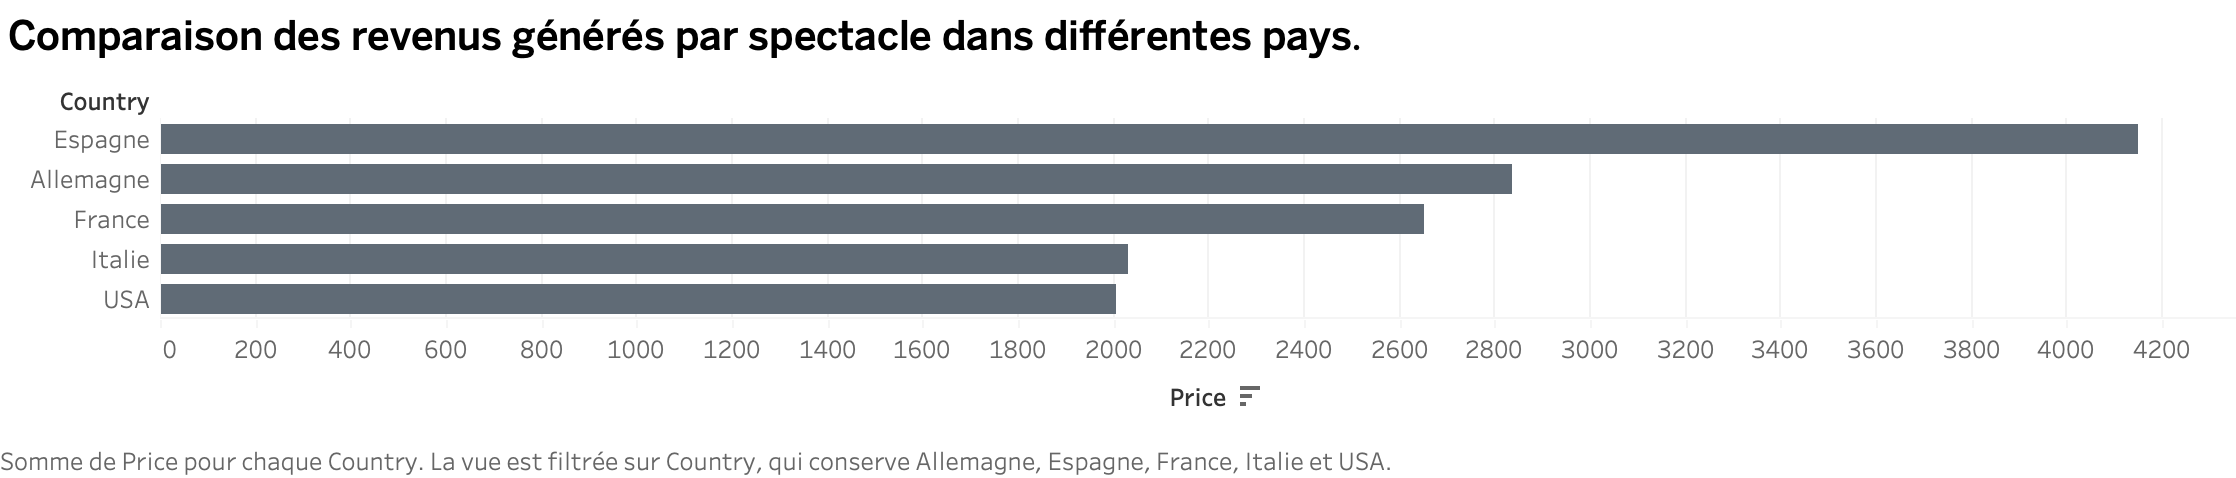 Comparaison des revenus générés par spectacle dans différentes pays.
Country
Espagne
Allemagne
France
Italie
USA
0 200 400 600 800 1000 1200 1400 1600 1800 2000 2200 2400 2600 2800 3000 3200 3400 3600 3800 4000 4200
Price
Somme de Price pour chaque Country. La vue est filtrée sur Country, qui conserve Allemagne, Espagne, France, Italie et USA.